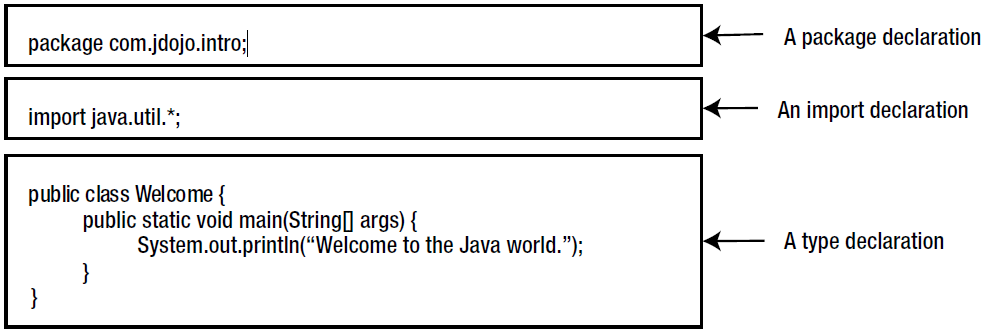 package com.jdojo.intro;
A package declaration
import java.util.*;
An import declaration
public class Welcome {
public static void main(String[] args) {
System.out.println(“Welcome to the Java world.”);
}
}
A type declaration